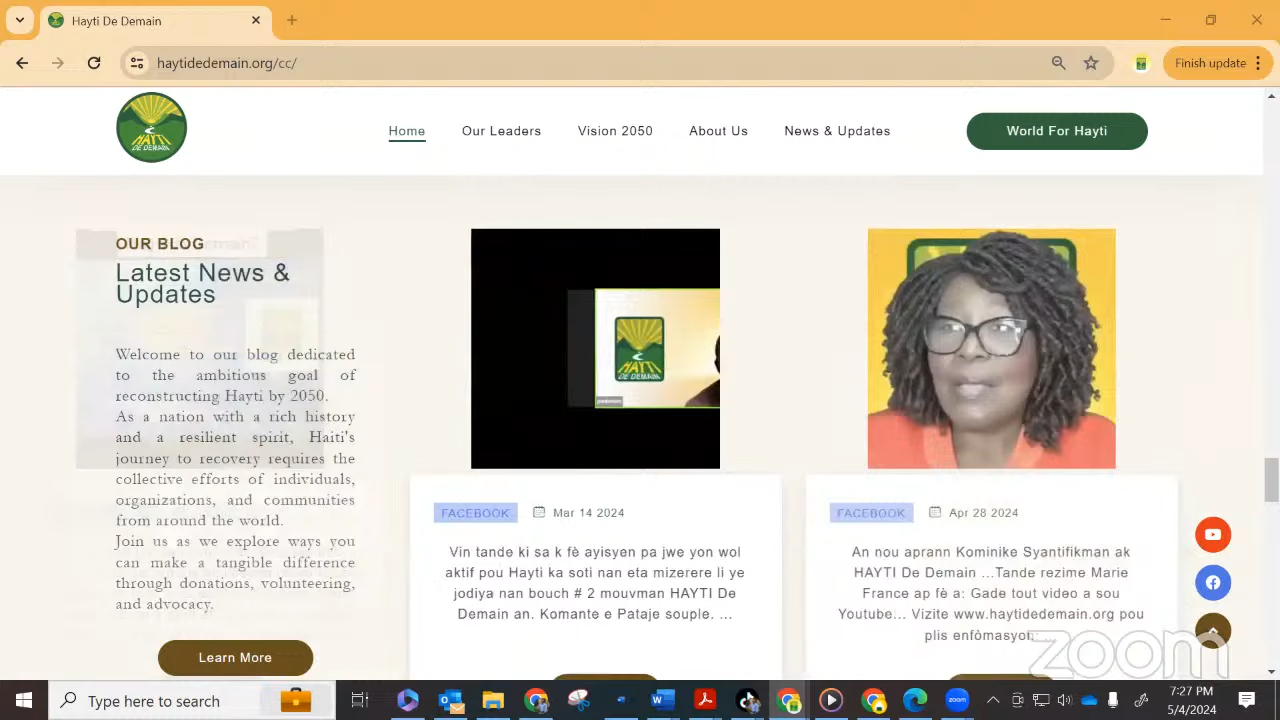 Hayti De Demain
haytidedemain.org/cc/
Finish update
HAYTI
DE DEMAIN
Home
Our Leaders
Vision 2050
About Us
News & Updates
World For Hayti
OUR BLOG
Latest News &
Updates
Welcome to our blog dedicated
to the ambitious goal of
reconstructing Hayti by 2050.
As a nation with a rich history
and a resilient spirit, Haiti's
journey to recovery requires the
collective efforts of individuals,
organizations, and communities
from around the world.
Join us as we explore ways you
can make a tangible difference
through donations, volunteering,
and advocacy.
Learn More
HAYTI
DE DEMAIN
FACEBOOK
Mar 14 2024
Vin tande ki sa k fè ayisyen pa jwe yon wol
aktif pou Hayti ka soti nan eta mizerere li ye
jodiya nan bouch # 2 mouvman HAYTI De
Demain an. Komante e Pataje souple. ...
FACEBOOK
Apr 28 2024
An nou aprann Kominike Syantifikman ak
HAYTI De Demain ...Tande rezime Marie
France ap fè a: Gade tout video a sou
Youtube... Vizite www.haytidedemain.org pou
plis enfòmasyon.
zoom
Type here to search
zoom
7:27 PM
5/4/2024